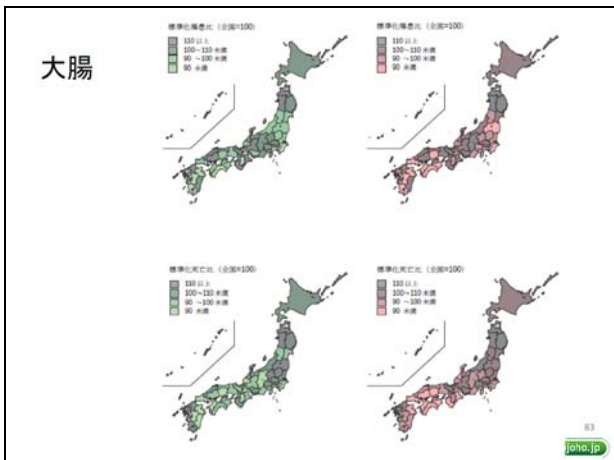 大腸
標準化罹患比 (全国=100)
110 以上
100~110 未満
90 ~100 未満
90 未満
標準化罹患比 (全国=100)
110 以上
100~110 未満
90 ~100 未満
90 未満
標準化死亡比 (全国=100)
110 以上
100~110 未満
90 ~100 未満
90 未満
標準化死亡比 (全国=100)
110 以上
100~110 未満
90 ~100 未満
90 未満
83
joho.jp